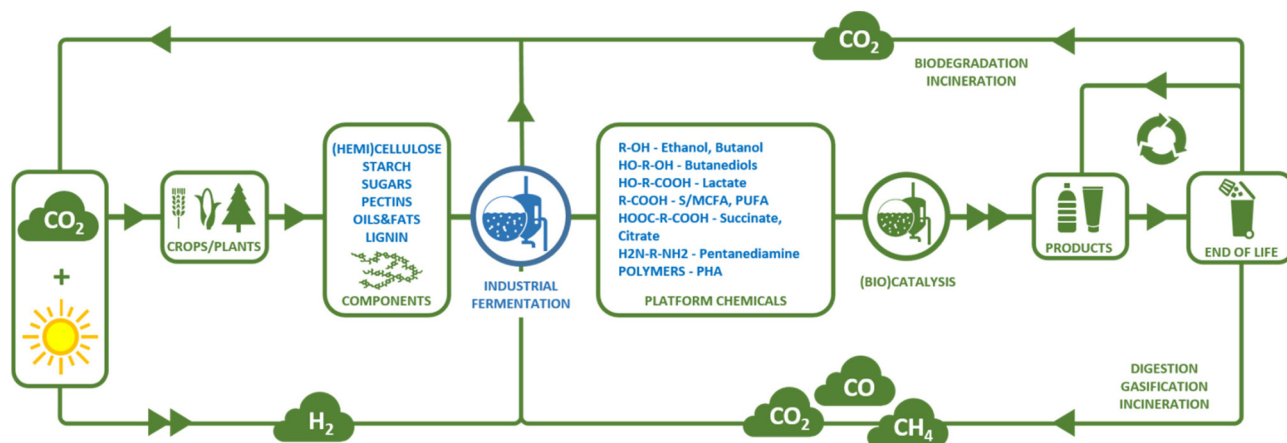 CO2
BIODEGRADATION
INCINERATION
CO2
+
CROPS/PLANTS
(HEMI)CELLULOSE
STARCH
SUGARS
PECTINS
OILS&FATS
LIGNIN
COMPONENTS
INDUSTRIAL
FERMENTATION
R-OH - Ethanol, Butanol
HO-R-OH - Butanediols
HO-R-COOH - Lactate
R-COOH - S/MCFA, PUFA
HOOC-R-COOH - Succinate,
Citrate
H2N-R-NH2 - Pentanediamine
POLYMERS - PHA
PLATFORM CHEMICALS
(BIO)CATALYSIS
PRODUCTS
END OF LIFE
H2
CO2
CO
CH4
DIGESTION
GASIFICATION
INCINERATION